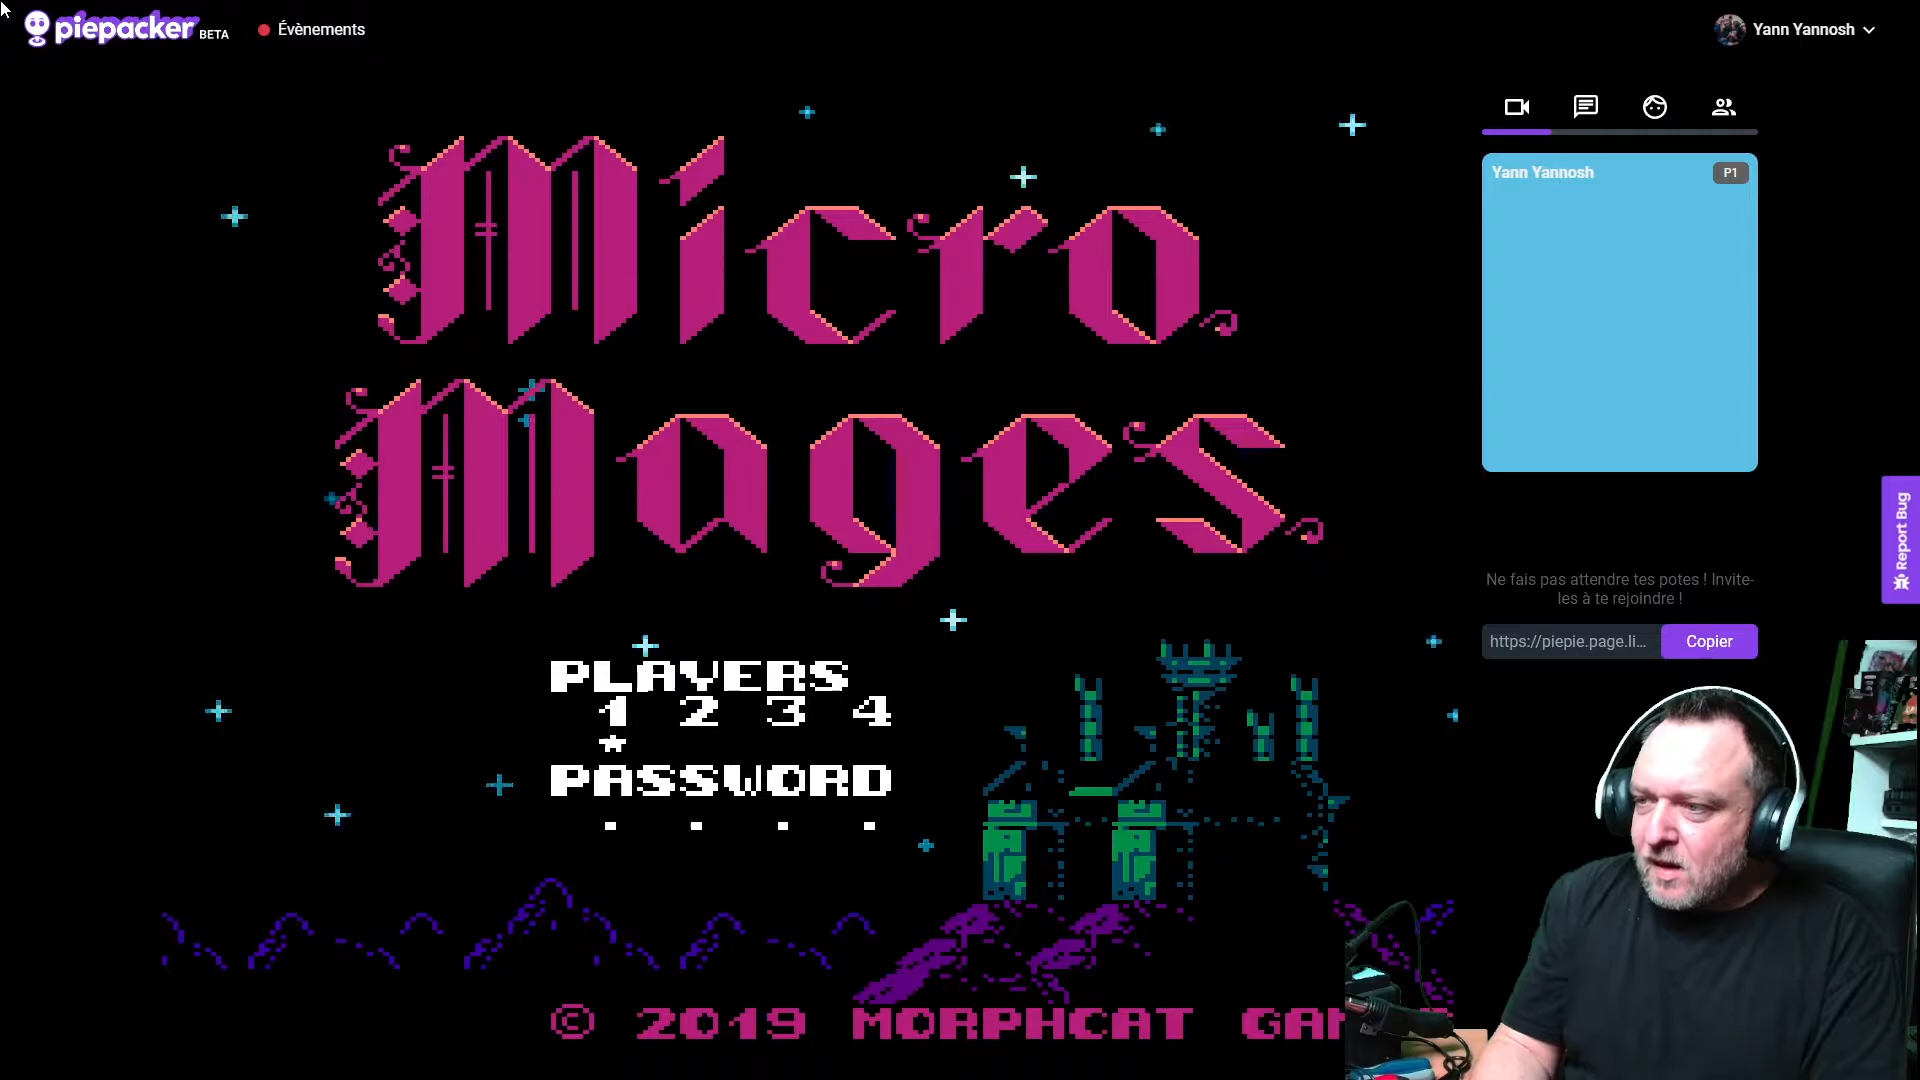 piepacker BETA
Évènements
Yann Yannosh
Micro
Mages
Yann Yannosh
P1
Report Bug
Ne fais pas attendre tes potes ! Invite-
les à te rejoindre !
https://piepie.page.li...
Copier
PLAYERS
1 2 3 4
PASSWORD
© 2019 MORPHCAT